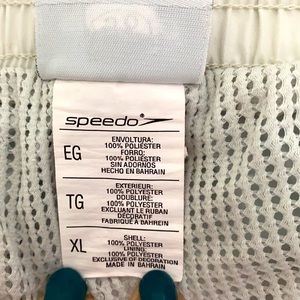 speedo
EG
ENVOLTURA:
100% POLIESTER
FORRO:
100% POLIESTER
SIN ADORNOS
HECHO EN BAHRAIN
TG
EXTERIEUR:
100% POLYESTER
DOUBLURE:
100% POLYESTER
EXCLUANT LE RUBAN
DÉCORATIF
FABRIQUÉ À BAHRAIN
XL
SHELL:
100% POLYESTER
LINING:
100% POLYESTER
EXCLUSIVE OF DECORATION
MADE IN BAHRAIN